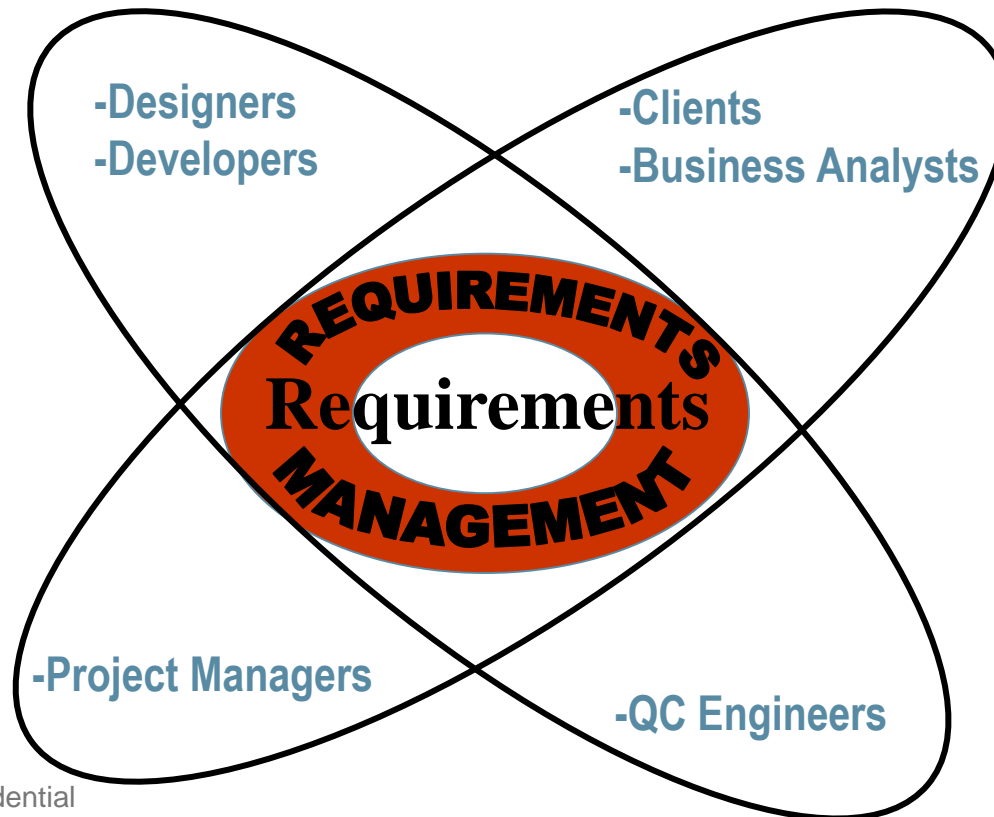 -Designers
-Developers
-Clients
-Business Analysts
REQUIREMENTS
Requirements
MANAGEMENT
-Project Managers
-QC Engineers
dential